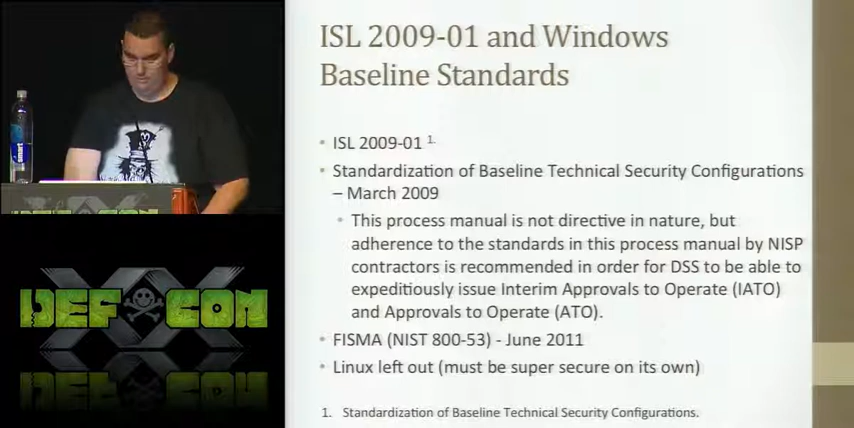 ISL 2009-01 and Windows
Baseline Standards
• ISL 2009-01 1.
• Standardization of Baseline Technical Security Configurations
– March 2009
• This process manual is not directive in nature, but
adherence to the standards in this process manual by NISP
contractors is recommended in order for DSS to be able to
expeditiously issue Interim Approvals to Operate (IATO)
and Approvals to Operate (ATO).
• FISMA (NIST 800-53) - June 2011
• Linux left out (must be super secure on its own)
1. Standardization of Baseline Technical Security Configurations.
smart
XX
DEF CON